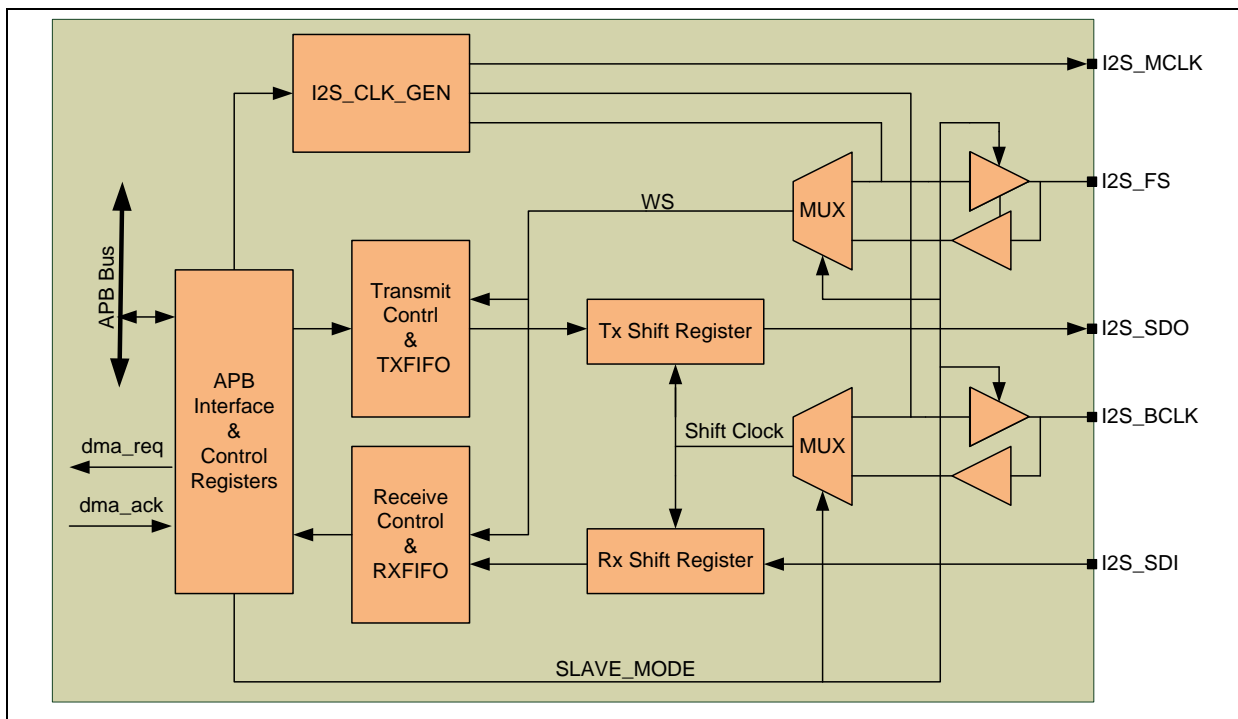 I2S_CLK_GEN
I2S_MCLK
I2S_FS
MUX
WS
APB Bus
Transmit
Contrl
&
TXFIFO
Tx Shift Register
I2S_SDO
APB
Interface
&
Control
Registers
dma_req
dma_ack
Shift Clock
MUX
I2S_BCLK
Receive
Control
&
RXFIFO
Rx Shift Register
I2S_SDI
SLAVE_MODE